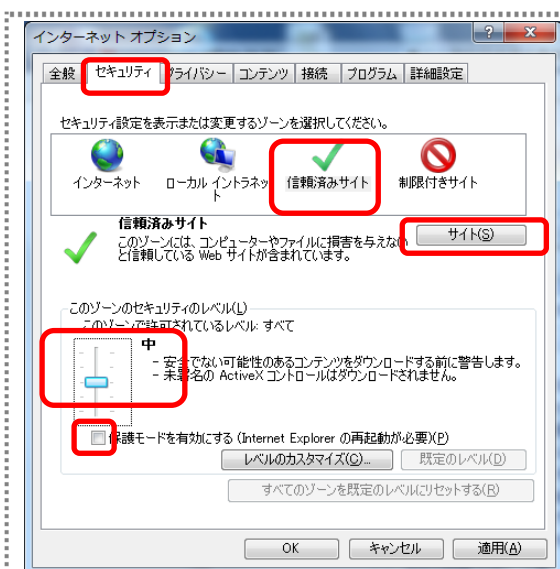 インターネット オプション
全般 セキュリティ プライバシー コンテンツ 接続 プログラム 詳細設定
セキュリティ設定を表示または変更するゾーンを選択してください。
インターネット ローカル イントラネット 信頼済みサイト 制限付きサイト
信頼済みサイト
このゾーンには、コンピューターやファイルに損害を与えない
と信頼している Web サイトが含まれています。
サイト(S)
このゾーンのセキュリティのレベル(L)
このゾーンで許可されているレベル: すべて
中
- 安全でない可能性のあるコンテンツをダウンロードする前に警告します。
- 未署名の ActiveX コントロールはダウンロードされません。
保護モードを有効にする (Internet Explorer の再起動が必要)(P)
レベルのカスタマイズ(C)... 既定のレベル(D)
すべてのゾーンを既定のレベルにリセットする(R)
OK キャンセル 適用(A)